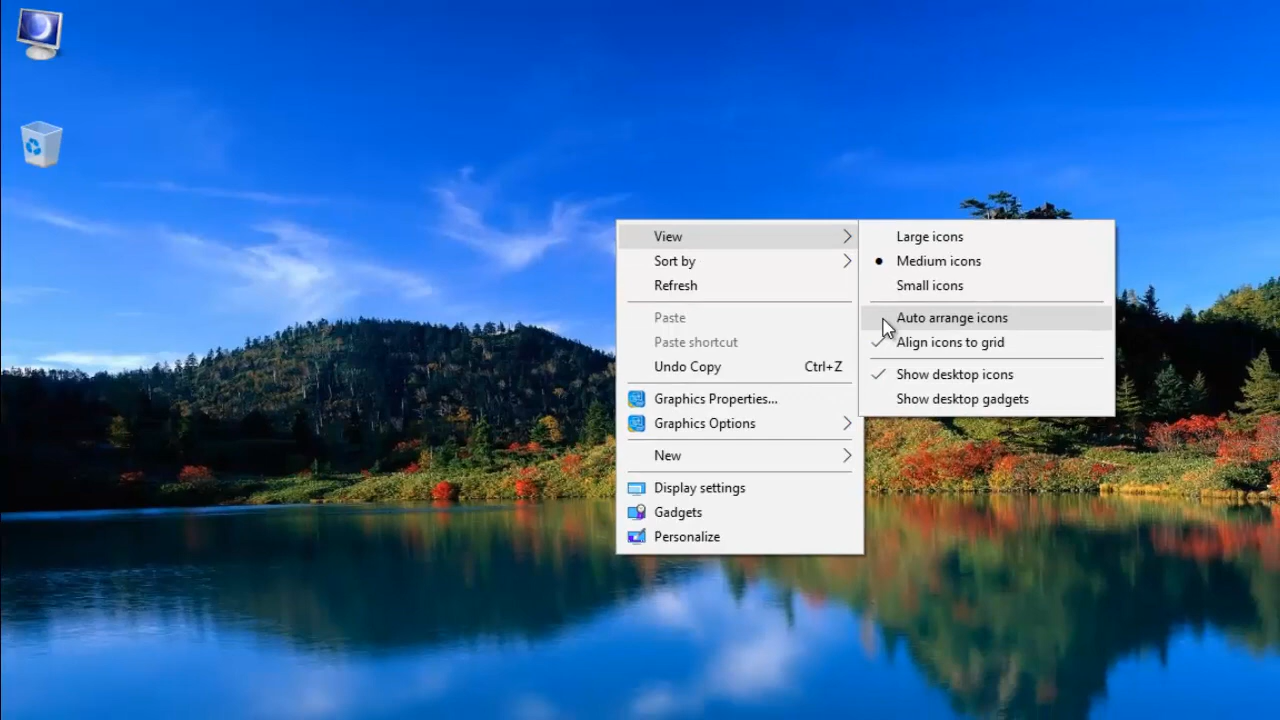 View
Sort by
Refresh
Paste
Paste shortcut
Undo Copy Ctrl+Z
Graphics Properties...
Graphics Options
New
Display settings
Gadgets
Personalize
Large icons
Medium icons
Small icons
Auto arrange icons
Align icons to grid
Show desktop icons
Show desktop gadgets